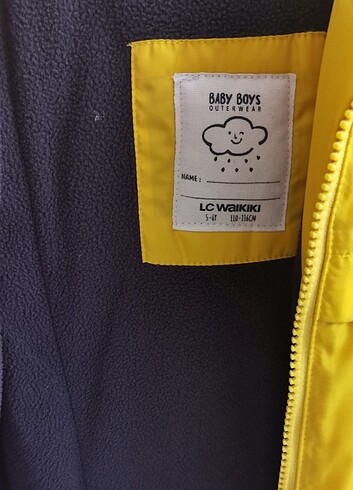 BABY BOYS
OUTERWEAR
NAME:
LC WAIKIKI
5-6Y 110-116CM